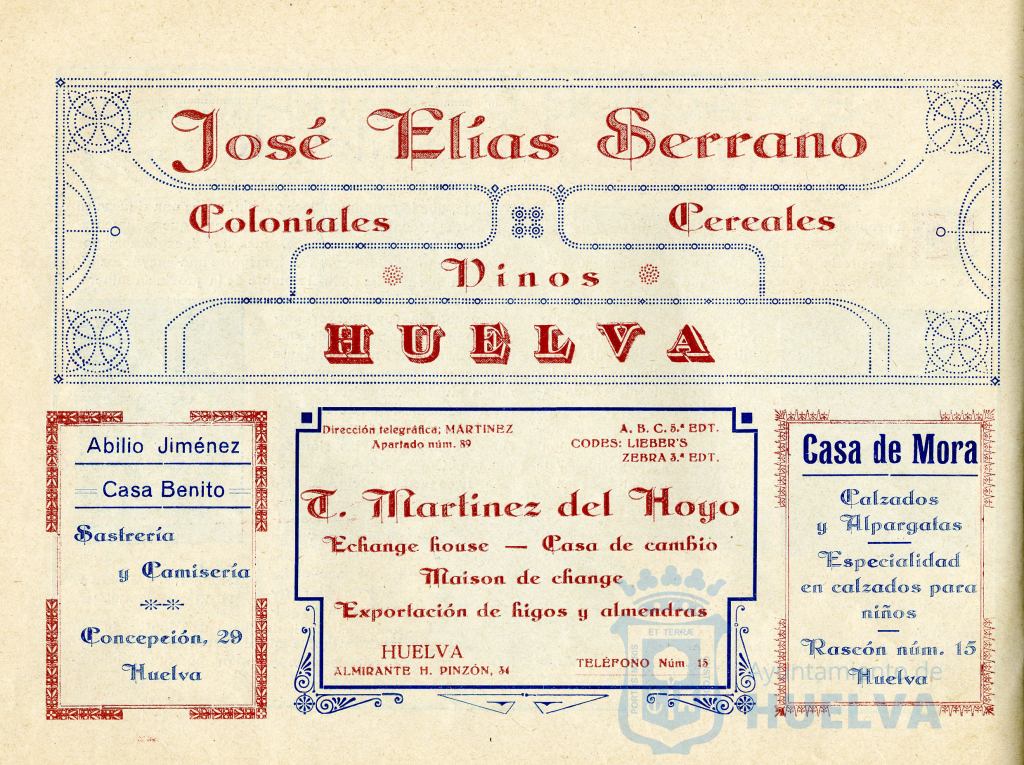 José Elías Serrano
Coloniales
Cereales
Vinos
HUELVA
Abilio Jiménez
Casa Benito
Sastrería
y Camisería
Concepción, 29
Huelva
Dirección telegráfica; MARTINEZ
Apartado núm. 89
A. B. C. 5.ª EDT.
CODES: LIEBER'S
ZEBRA 3.ª EDT.
T. Martinez del Hoyo
Echange house — Casa de cambio
Maison de change
Exportación de higos y almendras
HUELVA
ALMIRANTE H. PINZÓN, 34
TELÉFONO Núm. 15
Casa de Mora
Calzados
y Alpargatas
Especialidad
en calzados para
niños
Rascón núm. 15
Huelva
ET TERRÆ
Ayuntamiento de
HUELVA